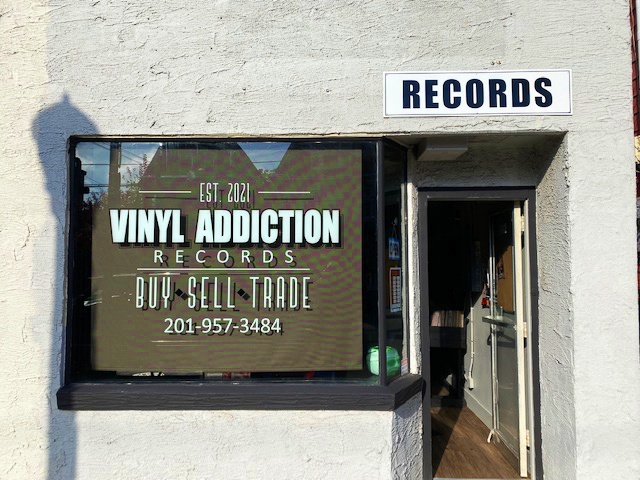 RECORDS
EST. 2021
VINYL ADDICTION
RECORDS
BUY SELL TRADE
201-957-3484